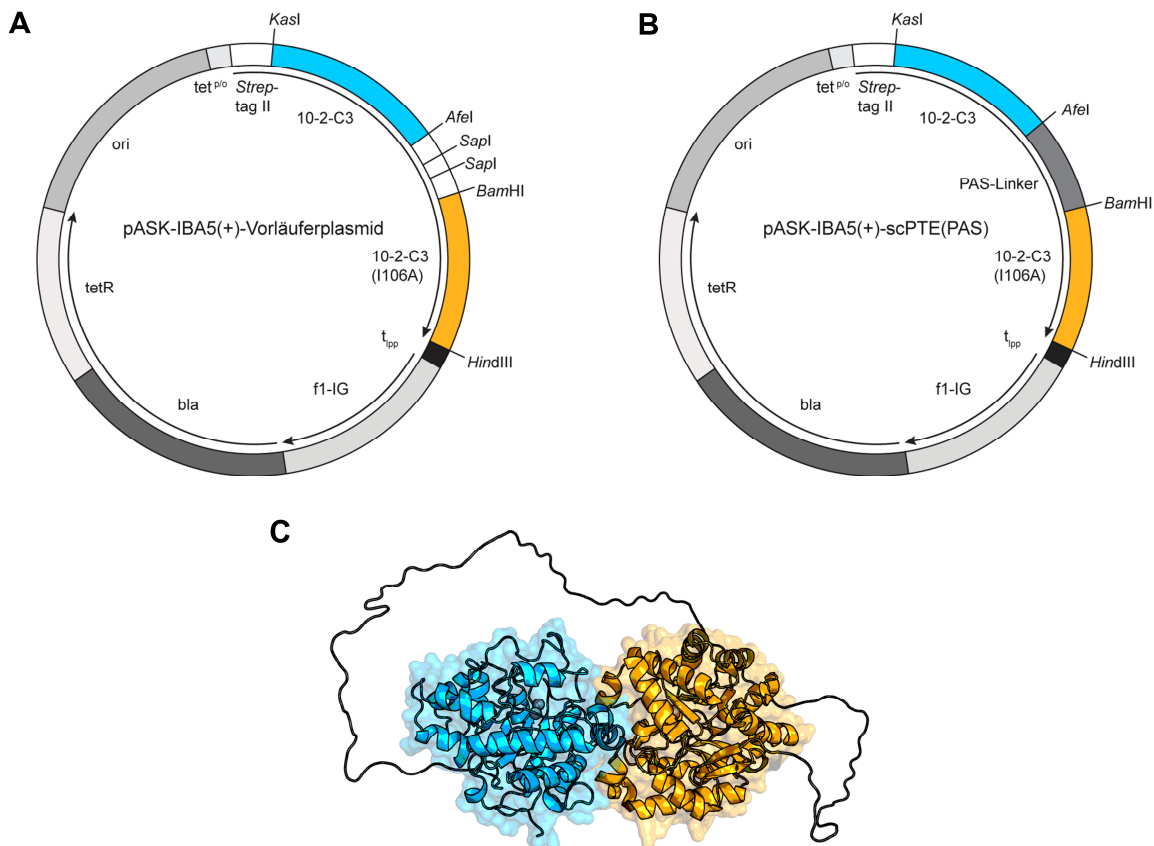 A
KasI
tet p/o
Strep-
tag II
10-2-C3
AfeI
SapI
SapI
BamHI
ori
pASK-IBA5(+)-Vorläuferplasmid
10-2-C3
(I106A)
tetR
tlpp
HindIII
f1-IG
bla
B
KasI
tet p/o
Strep-
tag II
10-2-C3
AfeI
ori
PAS-Linker
BamHI
pASK-IBA5(+)-scPTE(PAS)
10-2-C3
(I106A)
tetR
tlpp
HindIII
f1-IG
bla
C